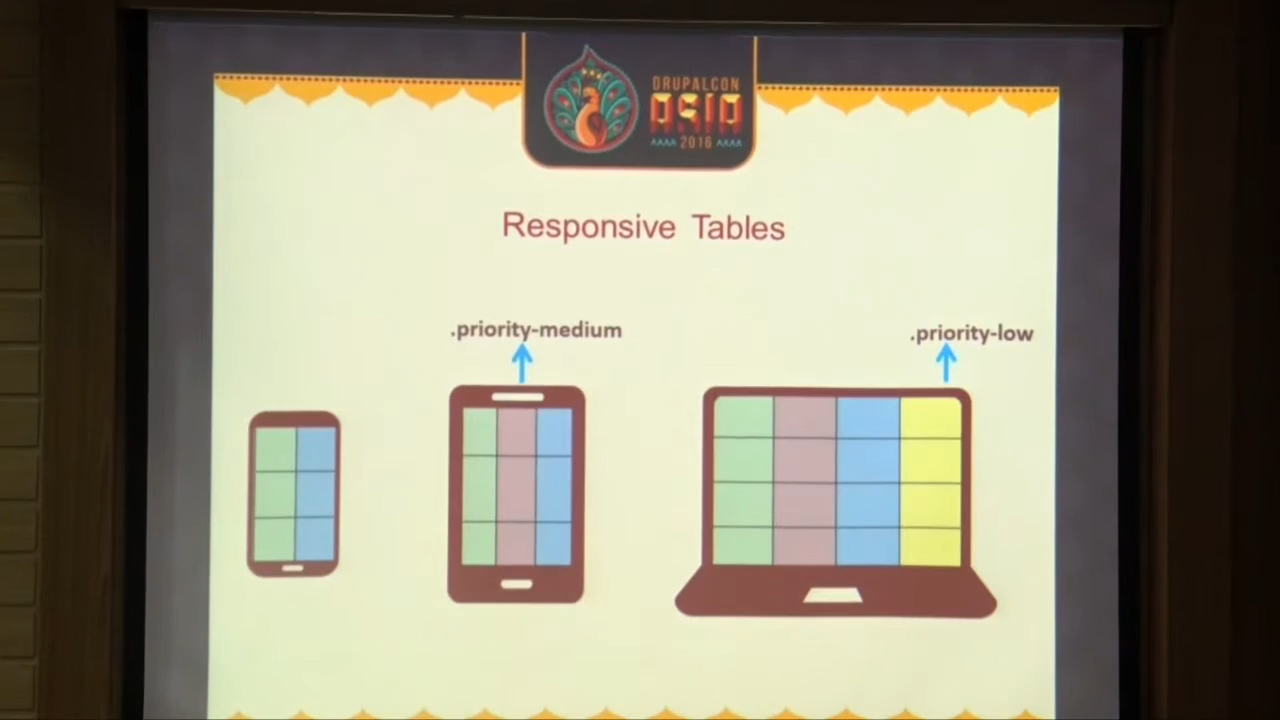 DRUPALCON
ASIA
2016
Responsive Tables
.priority-medium
.priority-low